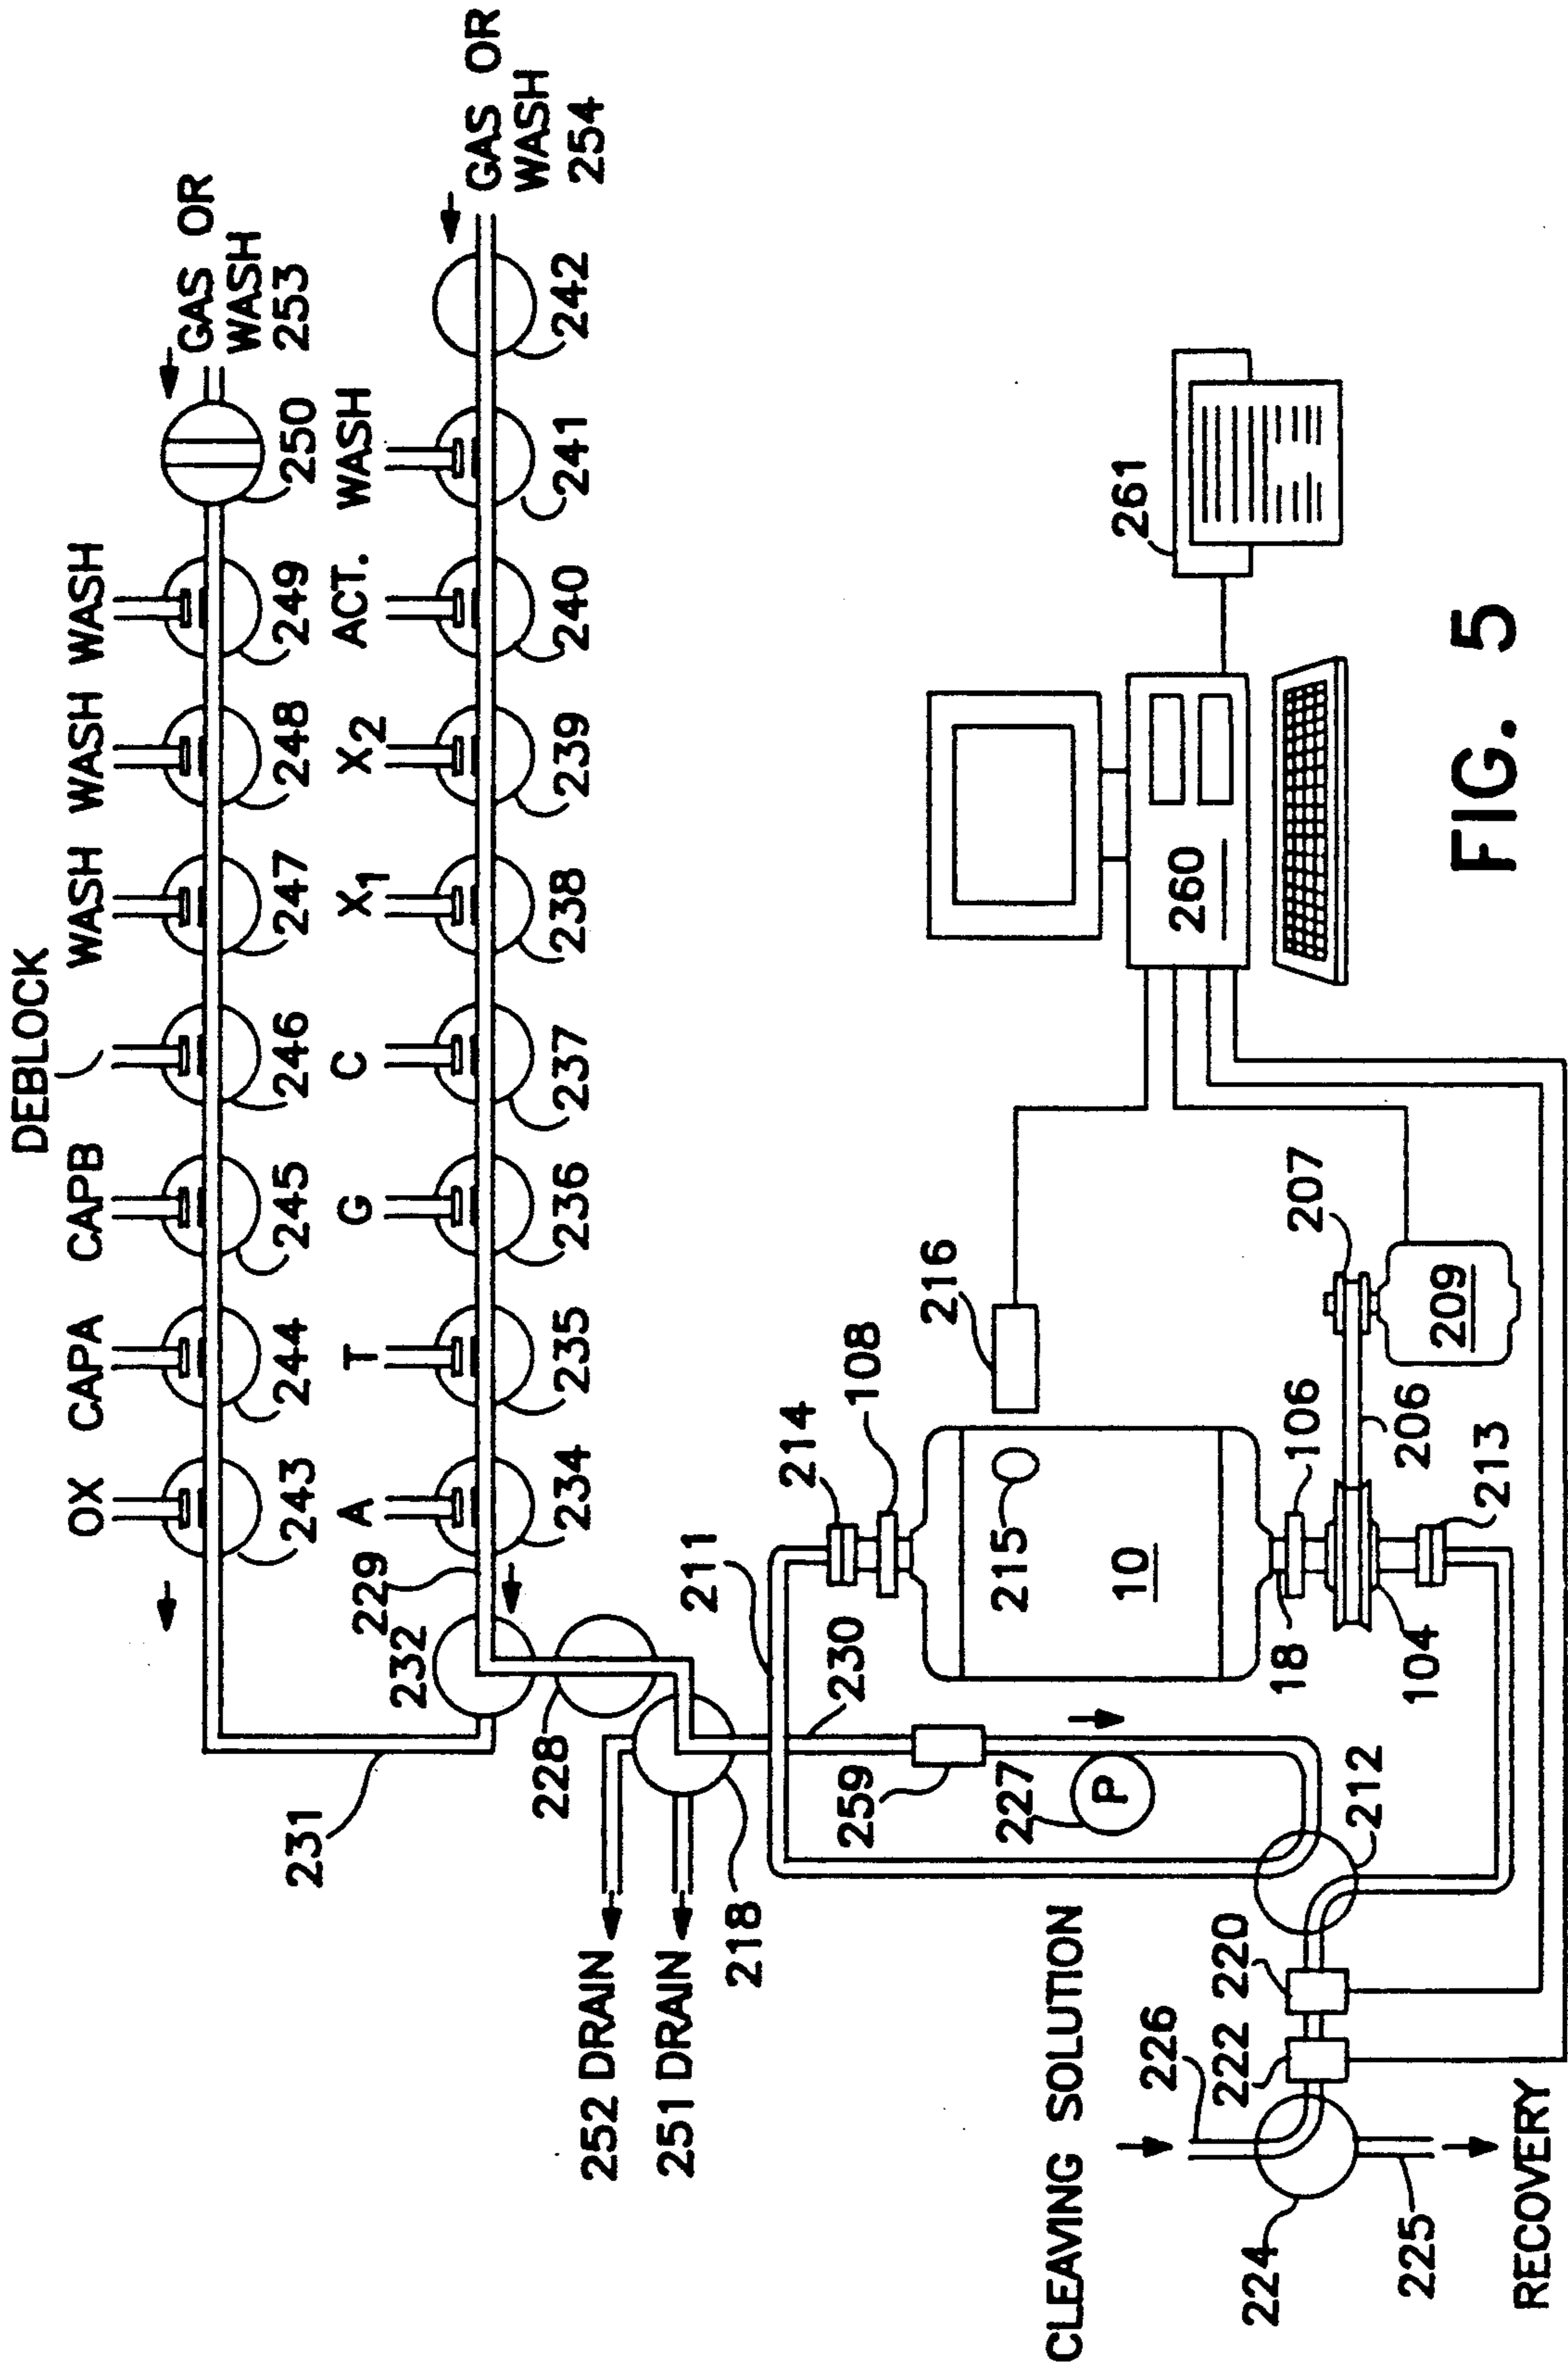 DEBLOCK
OX CAPA CAPB WASH WASH WASH
GAS OR
WASH
253
243 244 245 246 247 248 249 250
231
232
229
A T G C X1 X2 ACT. WASH
GAS OR
WASH
254
234 235 236 237 238 239 240 241 242
228
252 DRAIN
251 DRAIN
218
211
230
259
227
P
214
108
216
215
10
18
106
104
213
206
207
209
212
220
222
CLEAVING SOLUTION
226
224
225
RECOVERY
260
261
FIG. 5